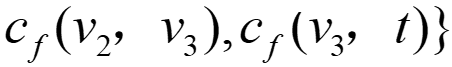 c_f(v_2, v_3), c_f(v_3, t)}